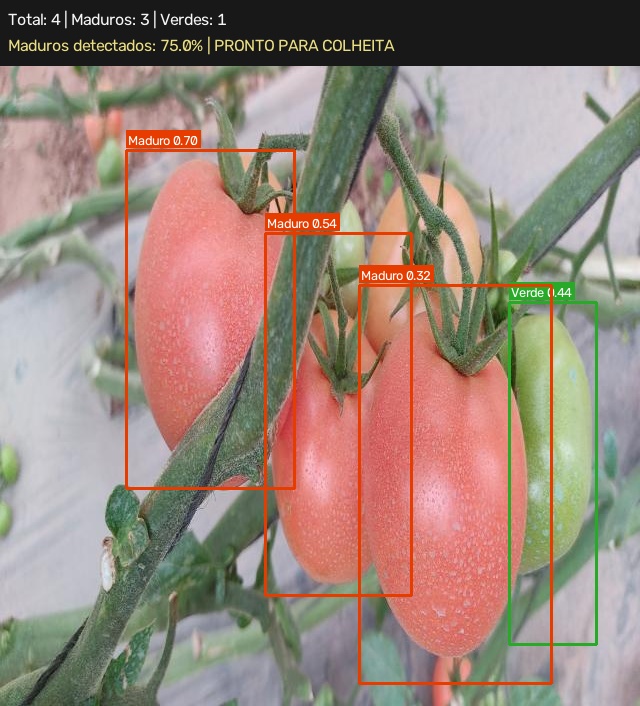 Total: 4 | Maduros: 3 | Verdes: 1
Maduros detectados: 75.0% | PRONTO PARA COLHEITA
Maduro 0.70
Maduro 0.54
Maduro 0.32
Verde 0.44